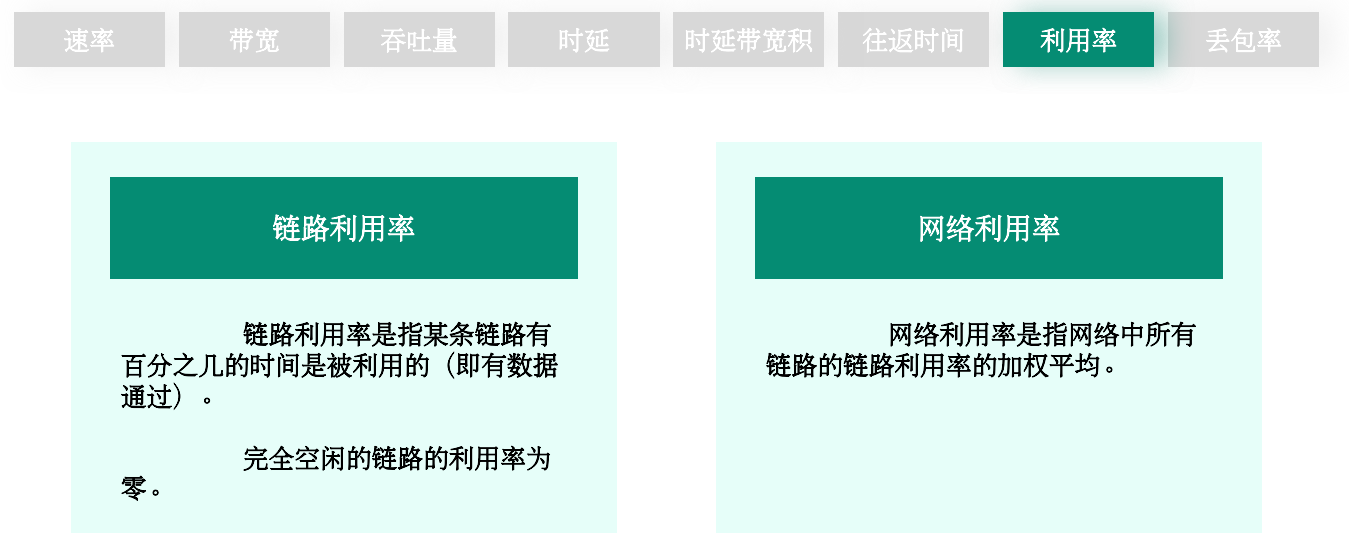 速率
带宽
吞吐量
时延
时延带宽积
往返时间
利用率
丢包率
链路利用率
链路利用率是指某条链路有
百分之几的时间是被利用的（即有数据
通过）。
完全空闲的链路的利用率为
零。
网络利用率
网络利用率是指网络中所有
链路的链路利用率的加权平均。